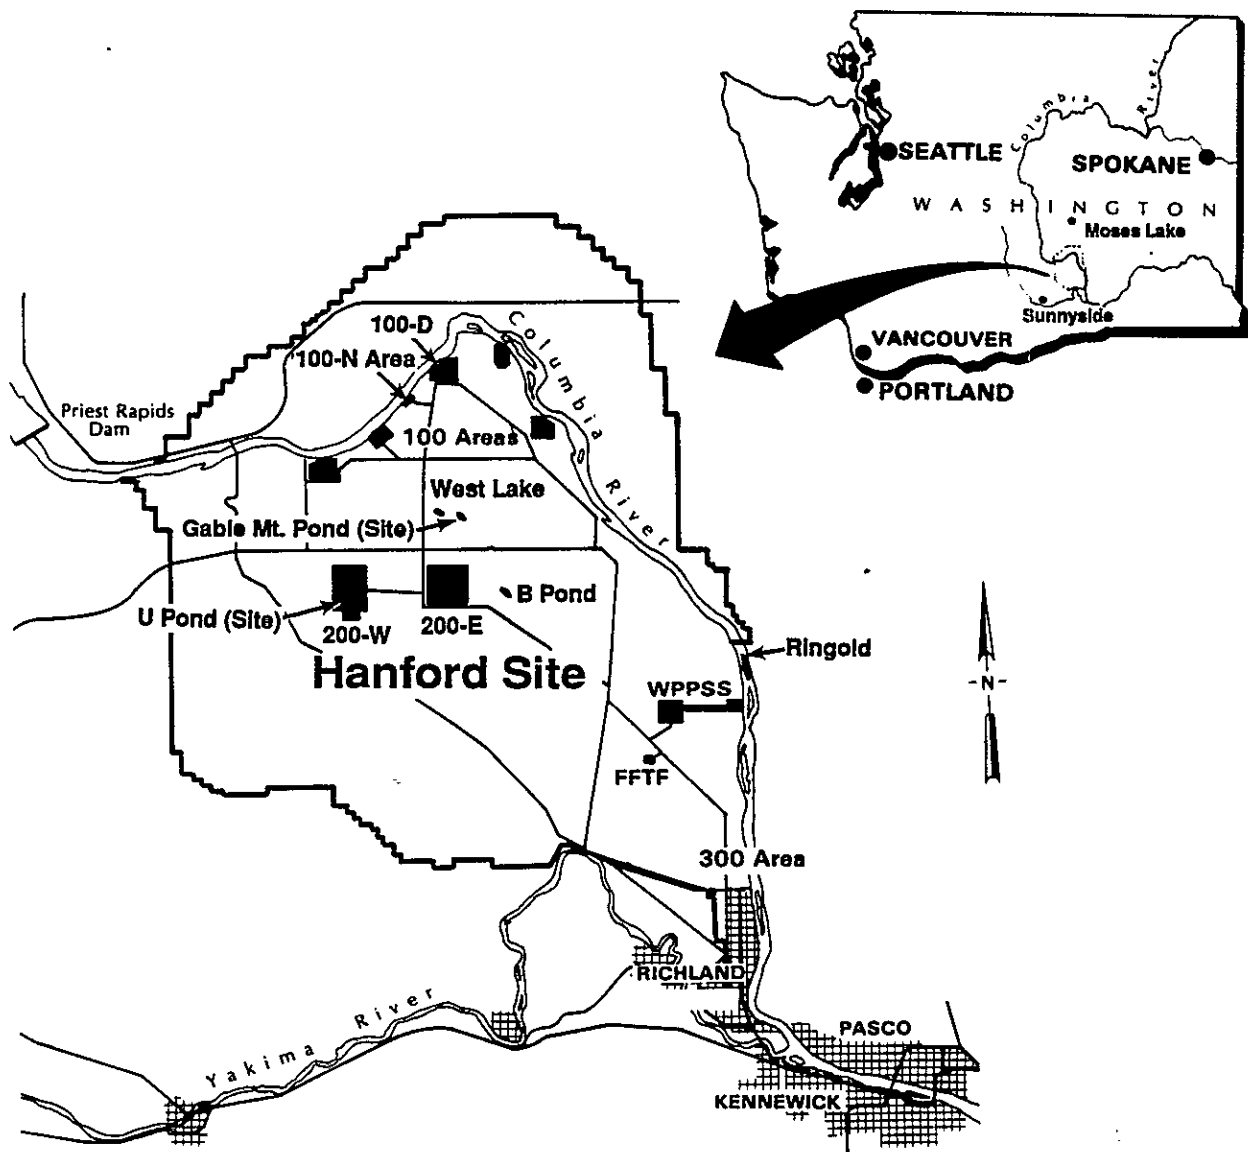 SEATTLE
SPOKANE
Columbia River
WASHINGTON
Moses Lake
Sunnyside
VANCOUVER
PORTLAND
100-D
100-N Area
Columbia River
Priest Rapids
Dam
100 Areas
West Lake
Gable Mt. Pond (Site)
B Pond
U Pond (Site)
200-W
200-E
Hanford Site
Ringold
WPPSS
-N-
FFTF
300 Area
RICHLAND
Yakima River
PASCO
KENNEWICK